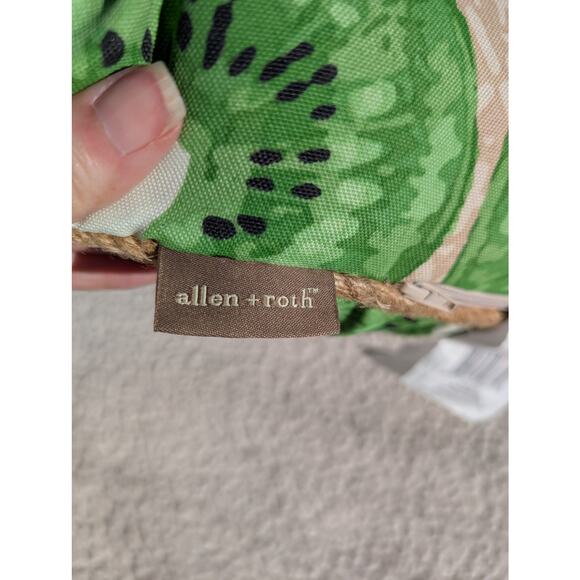 allen + roth™